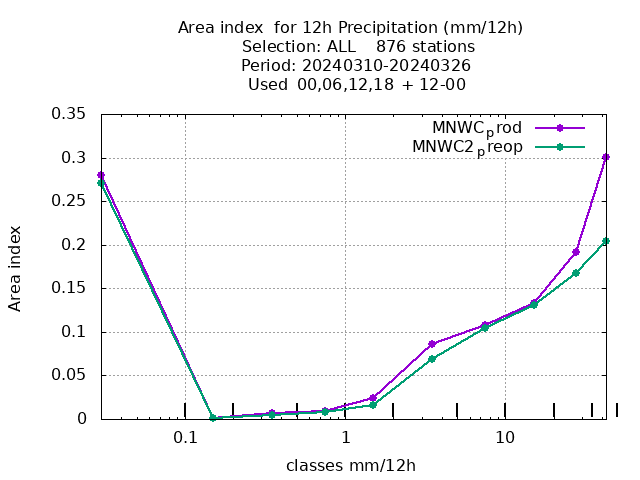 Area index  for 12h Precipitation (mm/12h)
Selection: ALL    876 stations
Period: 20240310-20240326
Used  00,06,12,18  + 12-00
MNWC_prod
MNWC2_preop
0.35
0.3
0.25
0.2
0.15
0.1
0.05
0
Area index
0.1 1 10
classes mm/12h